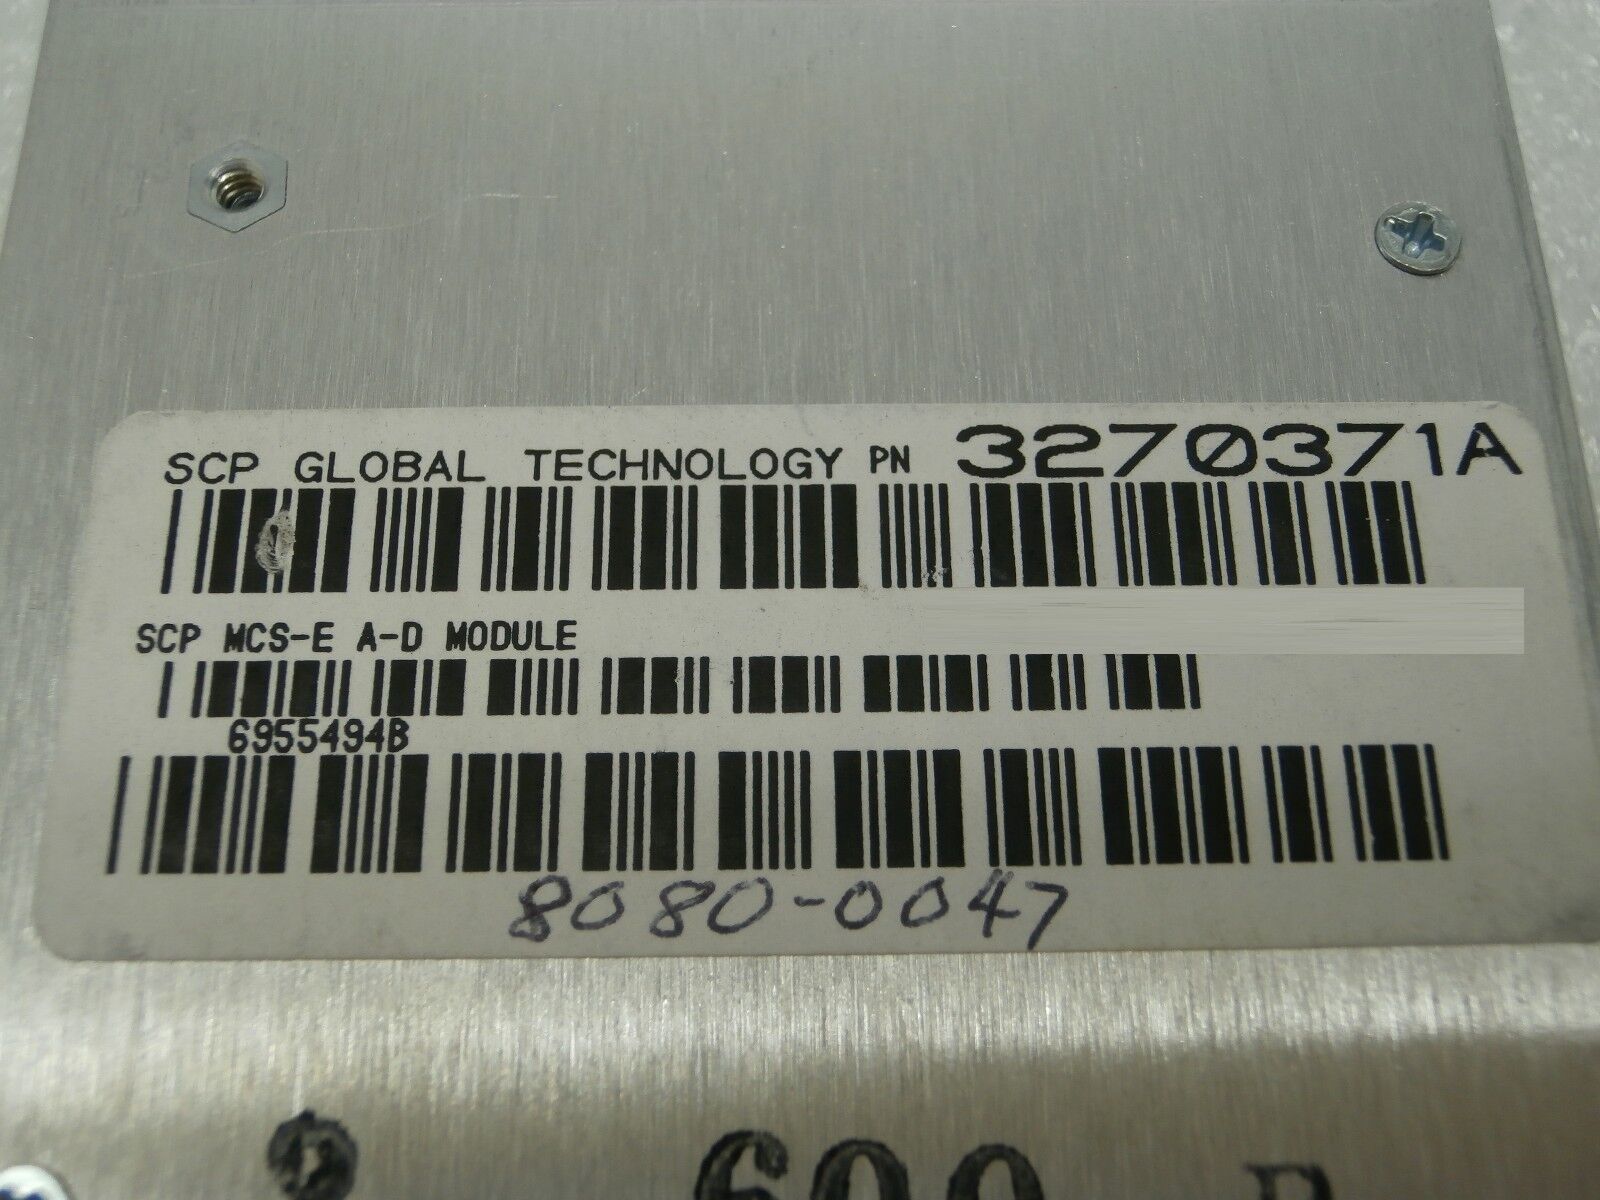 SCP GLOBAL TECHNOLOGY PN 3270371A
SCP MCS-E A-D MODULE
6955494B
8080-0047